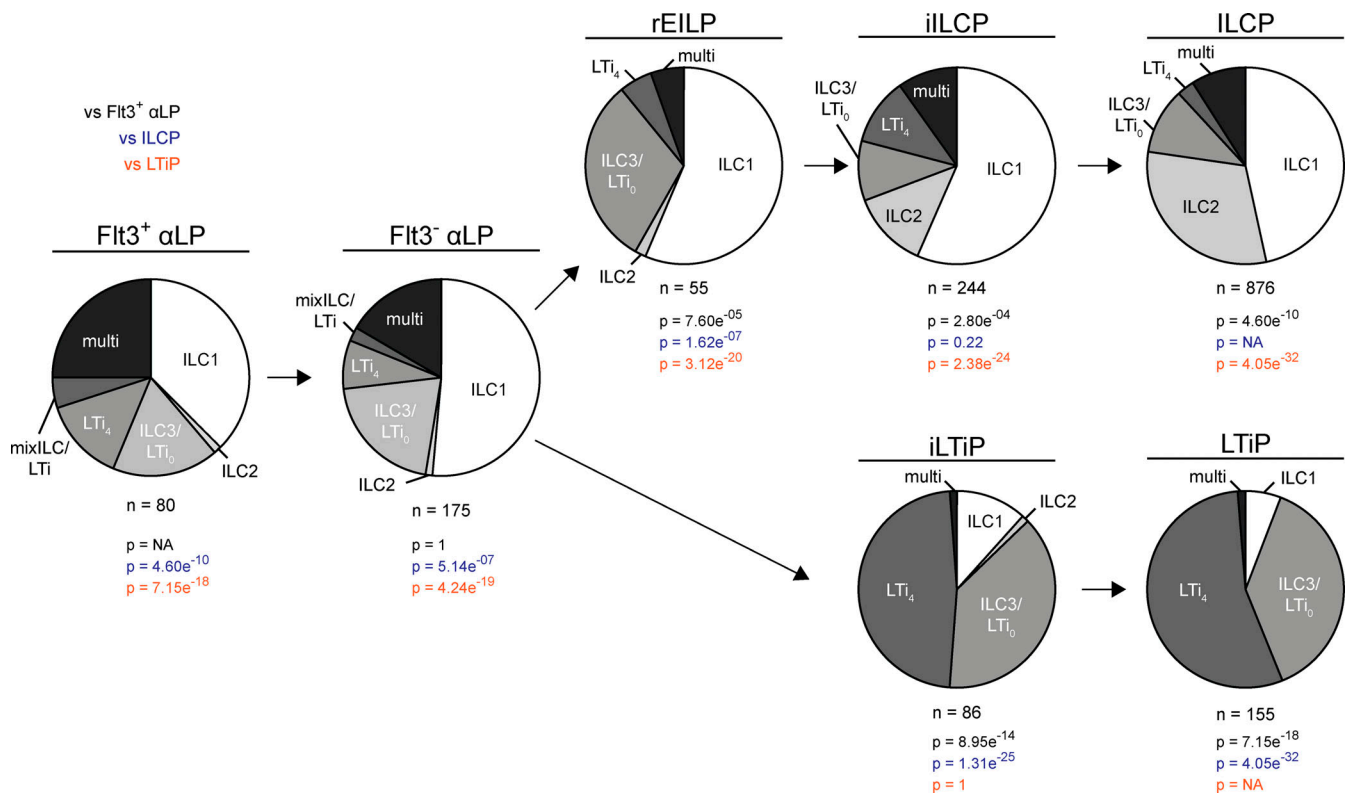 vs Flt3⁺ αLP
vs ILCP
vs LTiP
Flt3⁺ αLP
multi
ILC1
mixILC/
LTi
LTi₄
ILC3/
LTi₀
ILC2
n = 80
p = NA
p = 4.60e⁻¹⁰
p = 7.15e⁻¹⁸
Flt3⁻ αLP
mixILC/
LTi
multi
LTi₄
ILC1
ILC3/
LTi₀
ILC2
n = 175
p = 1
p = 5.14e⁻⁰⁷
p = 4.24e⁻¹⁹
rEILP
LTi₄
multi
ILC3/
LTi₀
ILC1
ILC2
n = 55
p = 7.60e⁻⁰⁵
p = 1.62e⁻⁰⁷
p = 3.12e⁻²⁰
iILCP
ILC3/
LTi₀
multi
LTi₄
ILC1
ILC2
n = 244
p = 2.80e⁻⁰⁴
p = 0.22
p = 2.38e⁻²⁴
ILCP
multi
LTi₄
ILC3/
LTi₀
ILC1
ILC2
n = 876
p = 4.60e⁻¹⁰
p = NA
p = 4.05e⁻³²
iLTiP
multi
ILC1
ILC2
LTi₄
ILC3/
LTi₀
n = 86
p = 8.95e⁻¹⁴
p = 1.31e⁻²⁵
p = 1
LTiP
multi
ILC1
LTi₄
ILC3/
LTi₀
n = 155
p = 7.15e⁻¹⁸
p = 4.05e⁻³²
p = NA